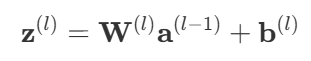 z^{(l)} = W^{(l)}a^{(l−1)} + b^{(l)}